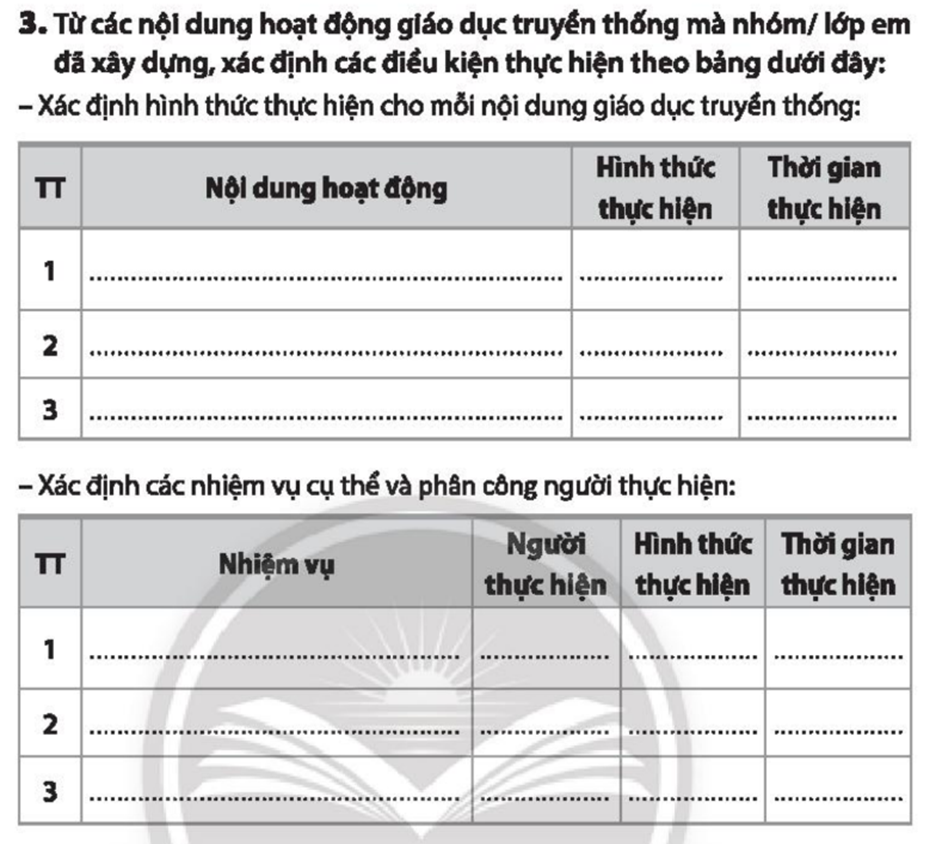 3. Từ các nội dung hoạt động giáo dục truyền thống mà nhóm/ lớp em
đã xây dựng, xác định các điều kiện thực hiện theo bảng dưới đây:
– Xác định hình thức thực hiện cho mỗi nội dung giáo dục truyền thống:
TT Nội dung hoạt động Hình thức thực hiện Thời gian thực hiện
1 ........................................ .................... ....................
2 ........................................ .................... ....................
3 ........................................ .................... ....................
– Xác định các nhiệm vụ cụ thể và phân công người thực hiện:
TT Nhiệm vụ Người thực hiện Hình thức thực hiện Thời gian thực hiện
1 ........................................ .................... .................... ....................
2 ........................................ .................... .................... ....................
3 ........................................ .................... .................... ....................